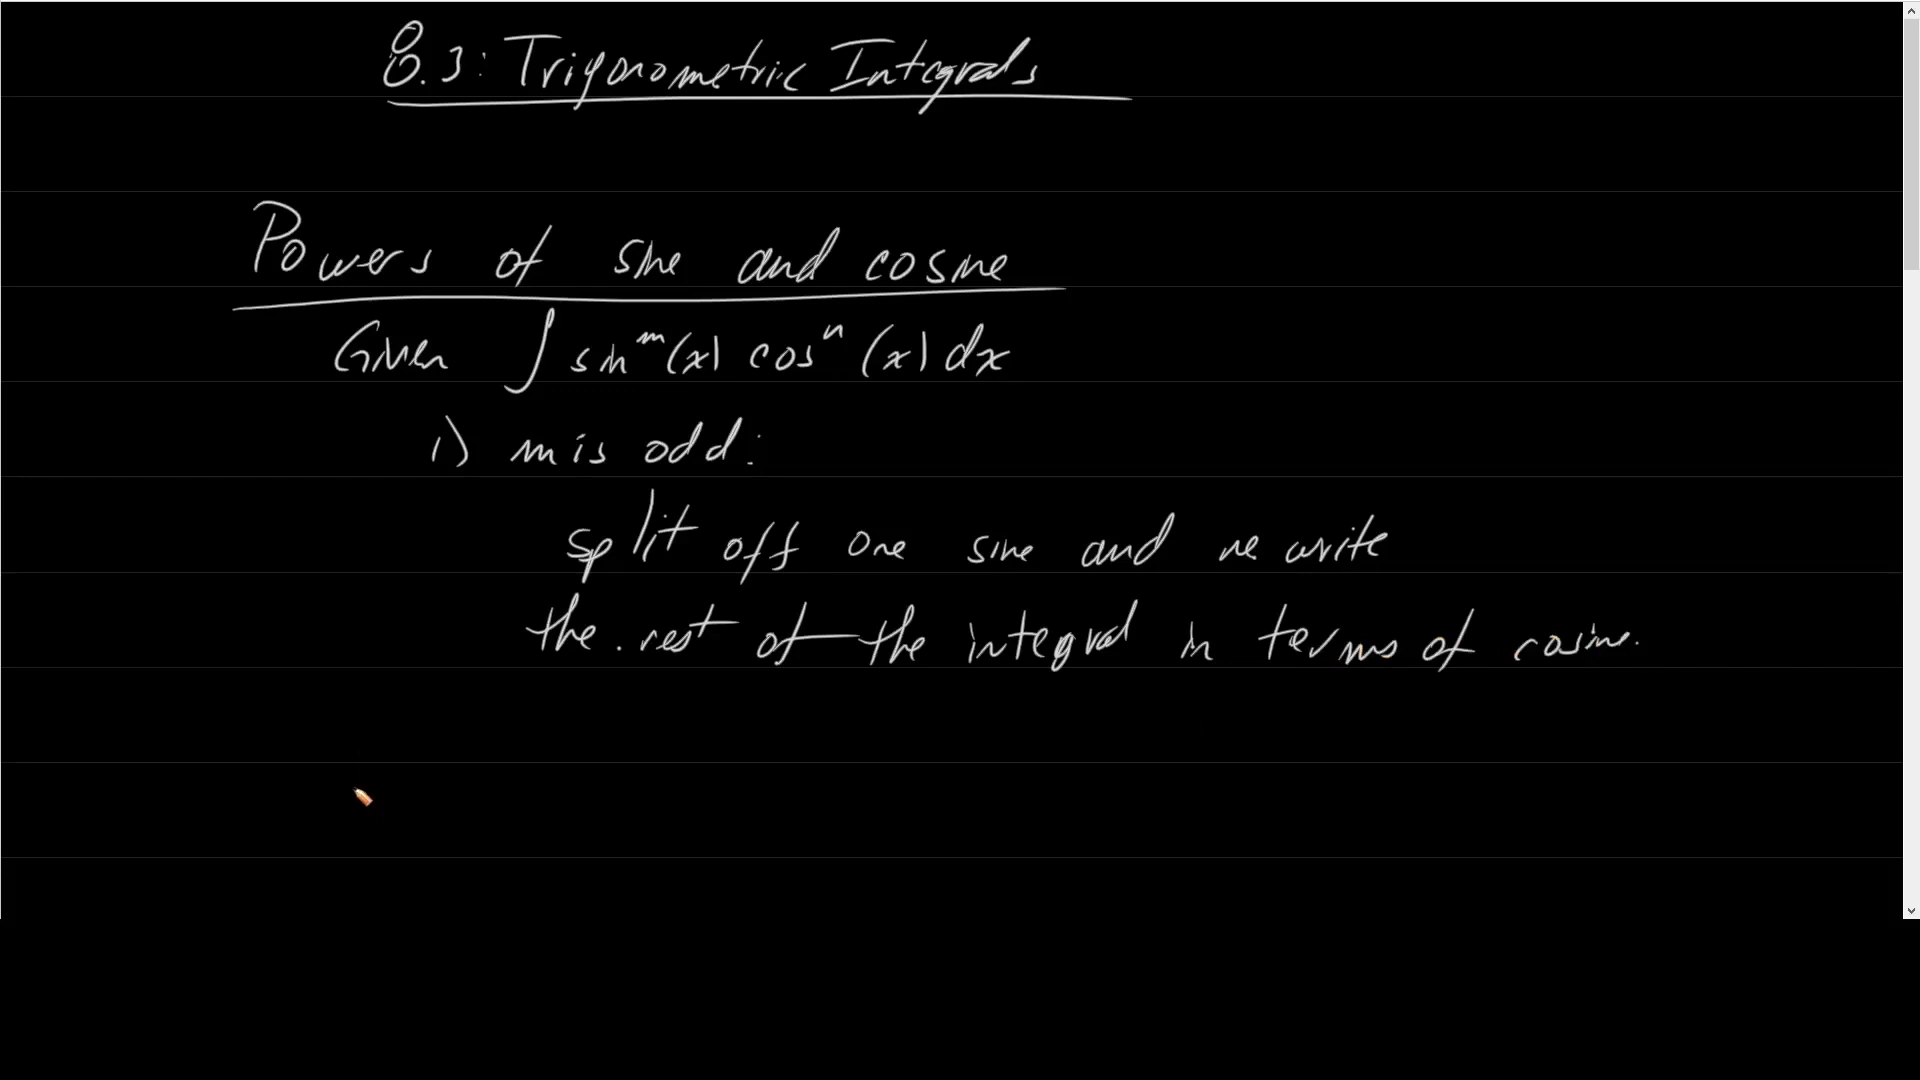 8.3: Trigonometric Integrals
Powers of sine and cosine
Given ∫ sin^m (x) cos^n (x) dx
1) m is odd:
split off one sine and rewrite
the rest of the integral in terms of cosine.